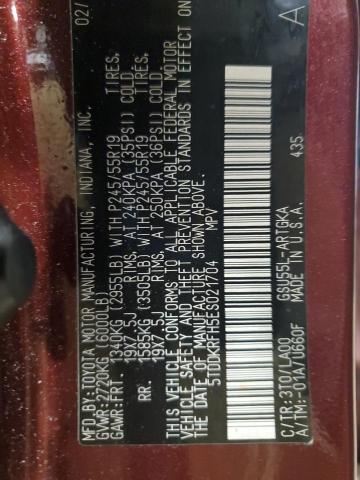 MFD.BY:TOYOTA MOTOR MANUFACTURING, INDIANA, INC. 02/
GVWR:2720KG (6000LB)
GAWR:FRT. 1340KG (2955LB) WITH P245/55R19 TIRES.
19X7.5J RIMS. AT 240KPA (35PSI) COLD
RR. 1595KG (3505LB) WITH P245/55R19 TIRES.
19X7.5J RIMS. AT 250KPA (36PSI) COLD.
THIS VEHICLE CONFORMS TO ALL APPLICABLE FEDERAL MOTOR
VEHICLE SAFETY AND THEFT PREVENTION STANDARDS IN
EFFECT ON THE DATE OF MANUFACTURE SHOWN ABOVE.
5TDDKRFH5ES021704 MPV
C/TR:3T0/LA00 GSU55L-ARTGKA A
A/TM:-01A/U660F MADE IN U.S.A. 435.